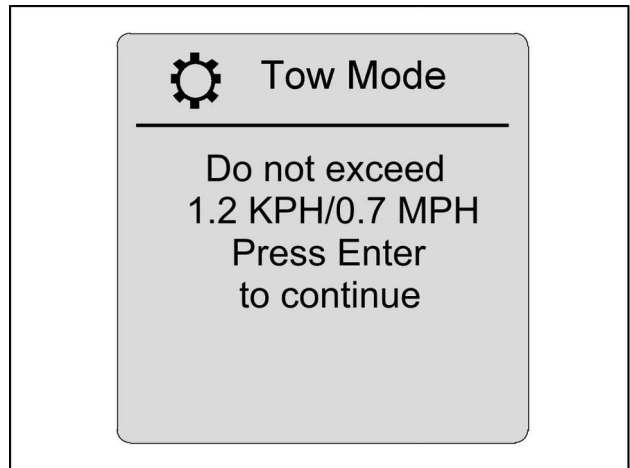 Tow Mode
Do not exceed
1.2 KPH/0.7 MPH
Press Enter
to continue